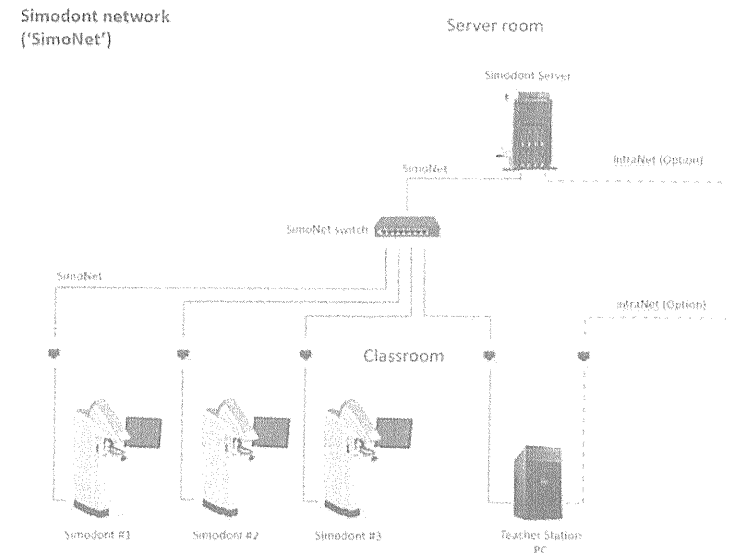 Simodont network
('SimoNet')
Server room
Simodont Server
IntraNet (Option)
SimoNet
SimoNet switch
SimoNet
IntraNet (Option)
Classroom
Simodont #1
Simodont #2
Simodont #3
Teacher Station
PC